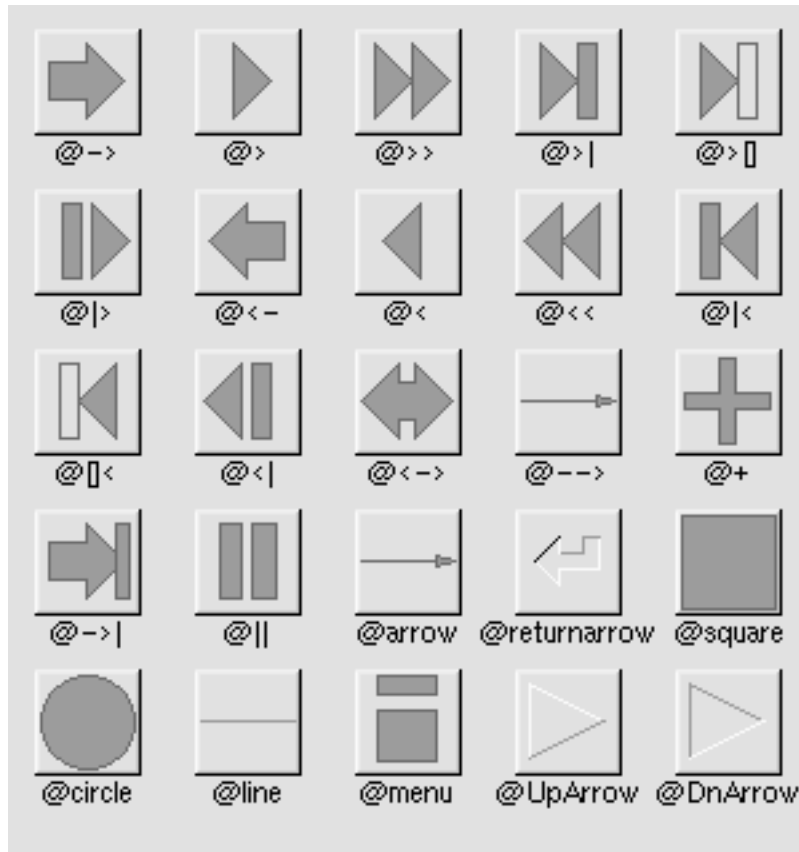 @-> @> @>> @>| @>[]
@|> @<- @< @<< @|<
@[]< @<| @<-> @--> @+
@->| @|| @arrow @returnarrow @square
@circle @line @menu @UpArrow @DnArrow